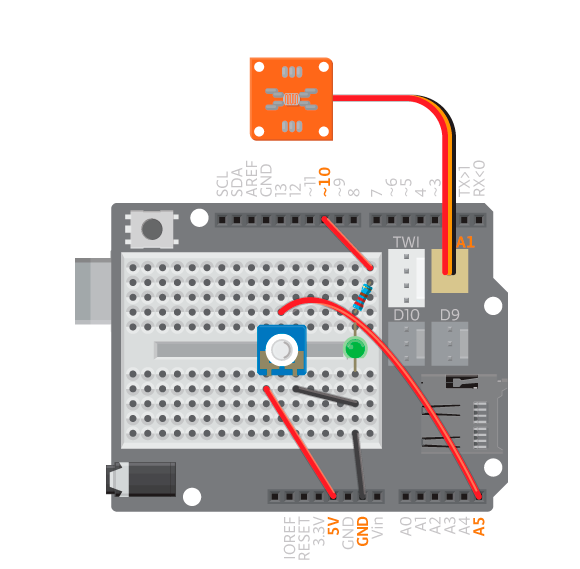 SCL
SDA
AREF
GND
13
12
~11
~10
~9
8
7
~6
~5
4
~3
TX>1
RX<0
TWI
A1
D10
D9
IOREF
RESET
3.3V
5V
GND
GND
Vin
A0
A1
A2
A3
A4
A5